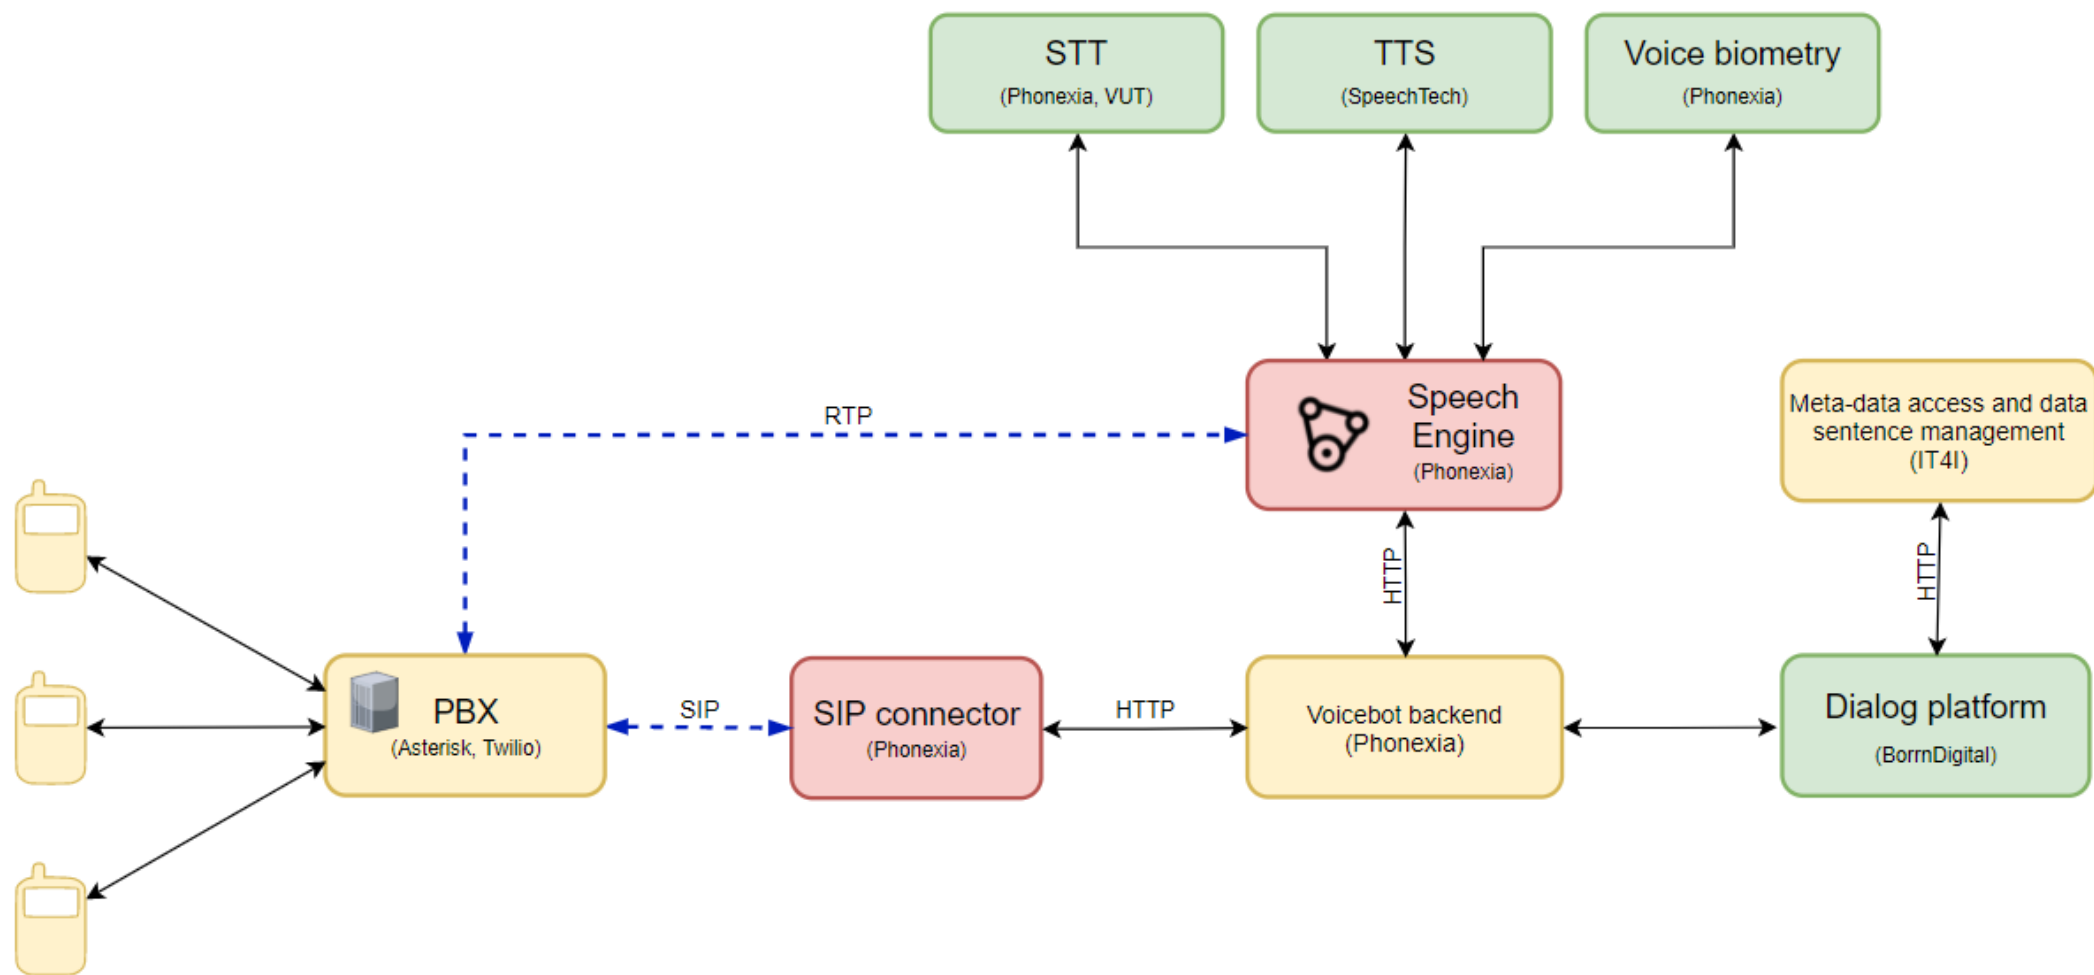 STT
(Phonexia, VUT)
TTS
(SpeechTech)
Voice biometry
(Phonexia)
RTP
Speech
Engine
(Phonexia)
Meta-data access and data
sentence management
(IT4I)
HTTP
HTTP
PBX
(Asterisk, Twilio)
SIP
SIP connector
(Phonexia)
HTTP
Voicebot backend
(Phonexia)
Dialog platform
(BorrnDigital)